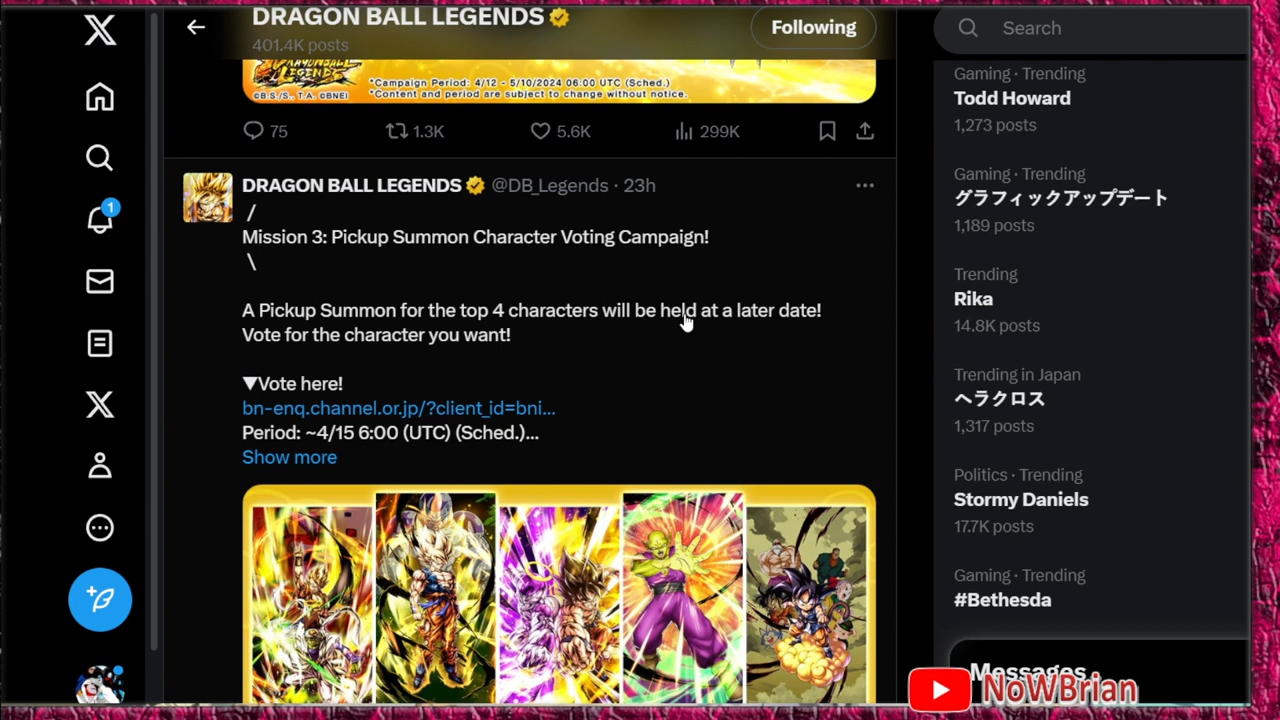 DRAGON BALL LEGENDS
401.4K posts
Following
Search
LEGENDS
©B.S./S., T.A. ©BNEI
*Campaign Period: 4/12 - 5/10/2024 06:00 UTC (Sched.)
*Content and period are subject to change without notice.
75
1.3K
5.6K
299K
DRAGON BALL LEGENDS @DB_Legends · 23h
/
Mission 3: Pickup Summon Character Voting Campaign!
\
A Pickup Summon for the top 4 characters will be held at a later date!
Vote for the character you want!
▼Vote here!
bn-enq.channel.or.jp/?client_id=bni...
Period: ~4/15 6:00 (UTC) (Sched.)...
Show more
1
Gaming · Trending
Todd Howard
1,273 posts
Gaming · Trending
グラフィックアップデート
1,189 posts
Trending
Rika
14.8K posts
Trending in Japan
ヘラクロス
1,317 posts
Politics · Trending
Stormy Daniels
17.7K posts
Gaming · Trending
#Bethesda
Messages
NoWBrian